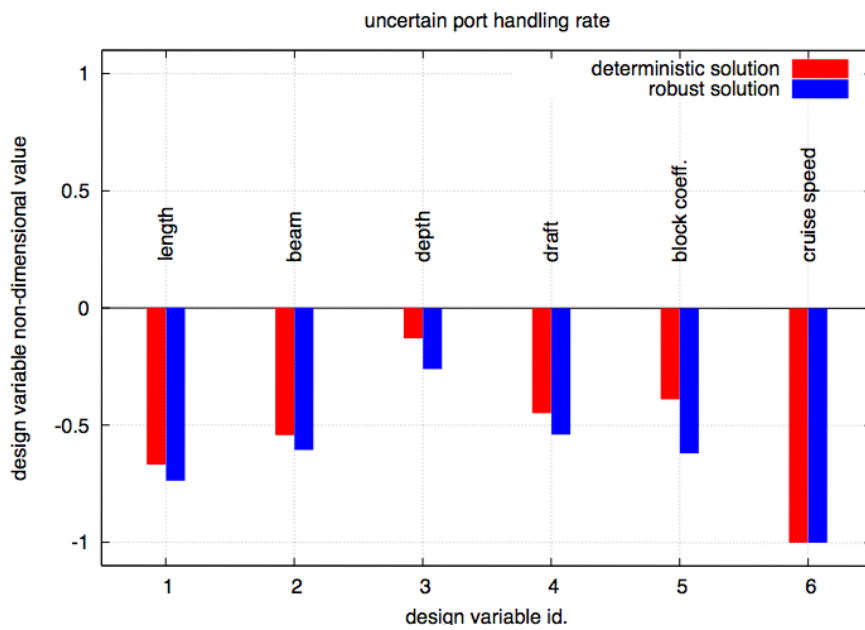 uncertain port handling rate
deterministic solution
robust solution
design variable non-dimensional value
1
0.5
0
-0.5
-1
length
beam
depth
draft
block coeff.
cruise speed
1 2 3 4 5 6
design variable id.